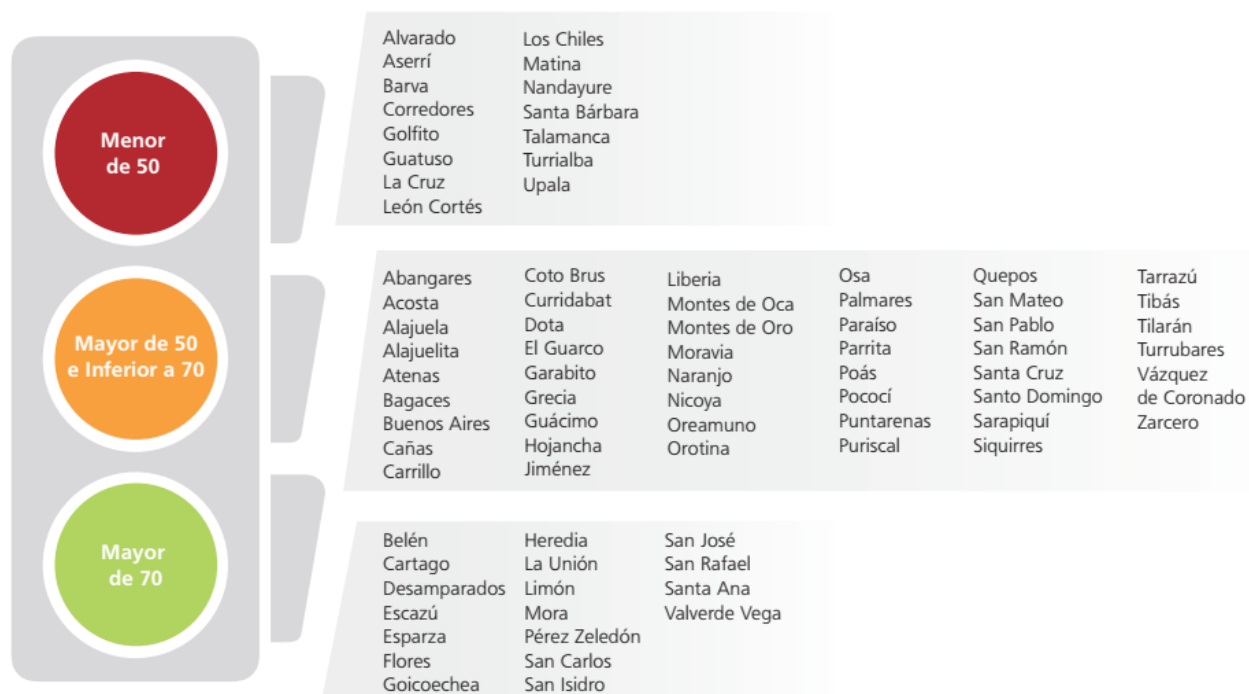 Menor
de 50
Alvarado
Aserrí
Barva
Corredores
Golfito
Guatuso
La Cruz
León Cortés
Los Chiles
Matina
Nandayure
Santa Bárbara
Talamanca
Turrialba
Upala
Mayor de 50
e Inferior a 70
Abangares
Acosta
Alajuela
Alajuelita
Atenas
Bagaces
Buenos Aires
Cañas
Carrillo
Coto Brus
Curridabat
Dota
El Guarco
Garabito
Grecia
Guácimo
Hojancha
Jiménez
Liberia
Montes de Oca
Montes de Oro
Moravia
Naranjo
Nicoya
Oreamuno
Orotina
Osa
Palmares
Paraíso
Parrita
Poás
Pococí
Puntarenas
Puriscal
Quepos
San Mateo
San Pablo
San Ramón
Santa Cruz
Santo Domingo
Sarapiquí
Siquirres
Tarrazú
Tibás
Tilarán
Turrubares
Vázquez
de Coronado
Zarcero
Mayor
de 70
Belén
Cartago
Desamparados
Escazú
Esparza
Flores
Goicoechea
Heredia
La Unión
Limón
Mora
Pérez Zeledón
San Carlos
San Isidro
San José
San Rafael
Santa Ana
Valverde Vega